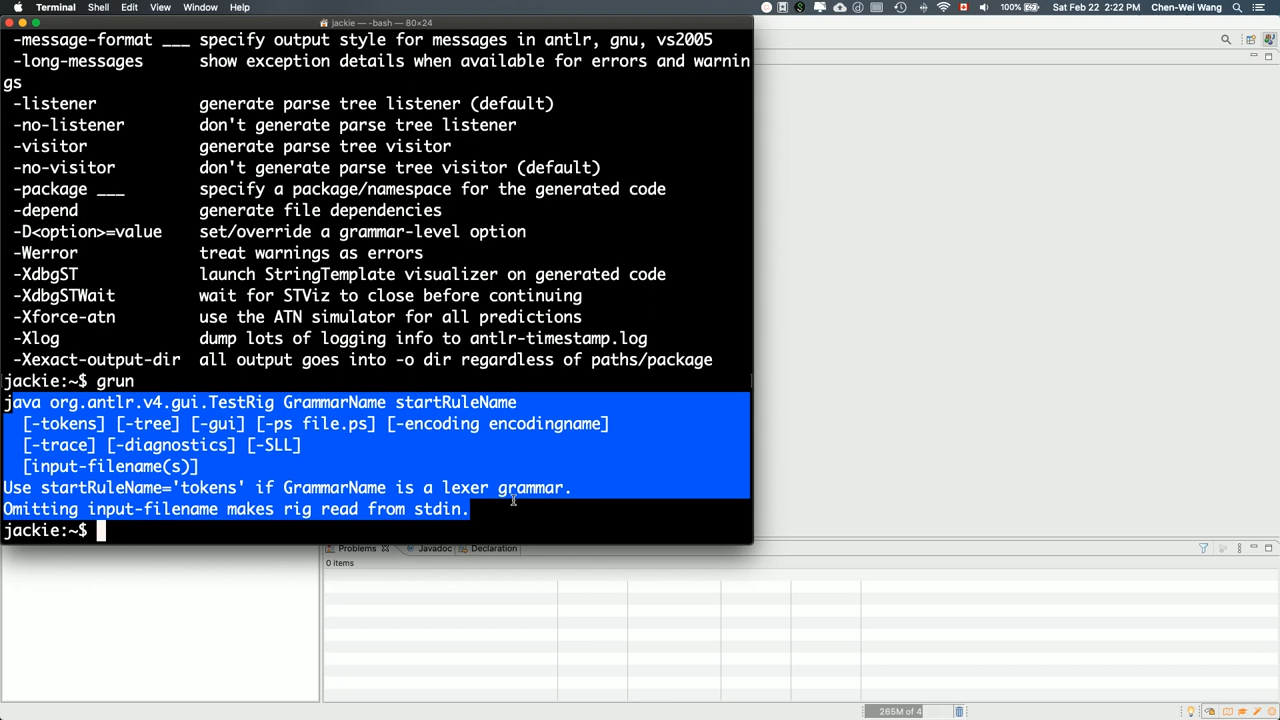 Terminal Shell Edit View Window Help 100% Sat Feb 22 2:22 PM Chen-Wei Wang
jackie — -bash — 80×24
-message-format ___ specify output style for messages in antlr, gnu, vs2005
-long-messages show exception details when available for errors and warnin
gs
-listener generate parse tree listener (default)
-no-listener don't generate parse tree listener
-visitor generate parse tree visitor
-no-visitor don't generate parse tree visitor (default)
-package ___ specify a package/namespace for the generated code
-depend generate file dependencies
-D<option>=value set/override a grammar-level option
-Werror treat warnings as errors
-XdbgST launch StringTemplate visualizer on generated code
-XdbgSTWait wait for STViz to close before continuing
-Xforce-atn use the ATN simulator for all predictions
-Xlog dump lots of logging info to antlr-timestamp.log
-Xexact-output-dir all output goes into -o dir regardless of paths/package
jackie:~$ grun
java org.antlr.v4.gui.TestRig GrammarName startRuleName
[-tokens] [-tree] [-gui] [-ps file.ps] [-encoding encodingname]
[-trace] [-diagnostics] [-SLL]
[input-filename(s)]
Use startRuleName='tokens' if GrammarName is a lexer grammar.
Omitting input-filename makes rig read from stdin.
jackie:~$
Problems Javadoc Declaration
0 items
265M of 4